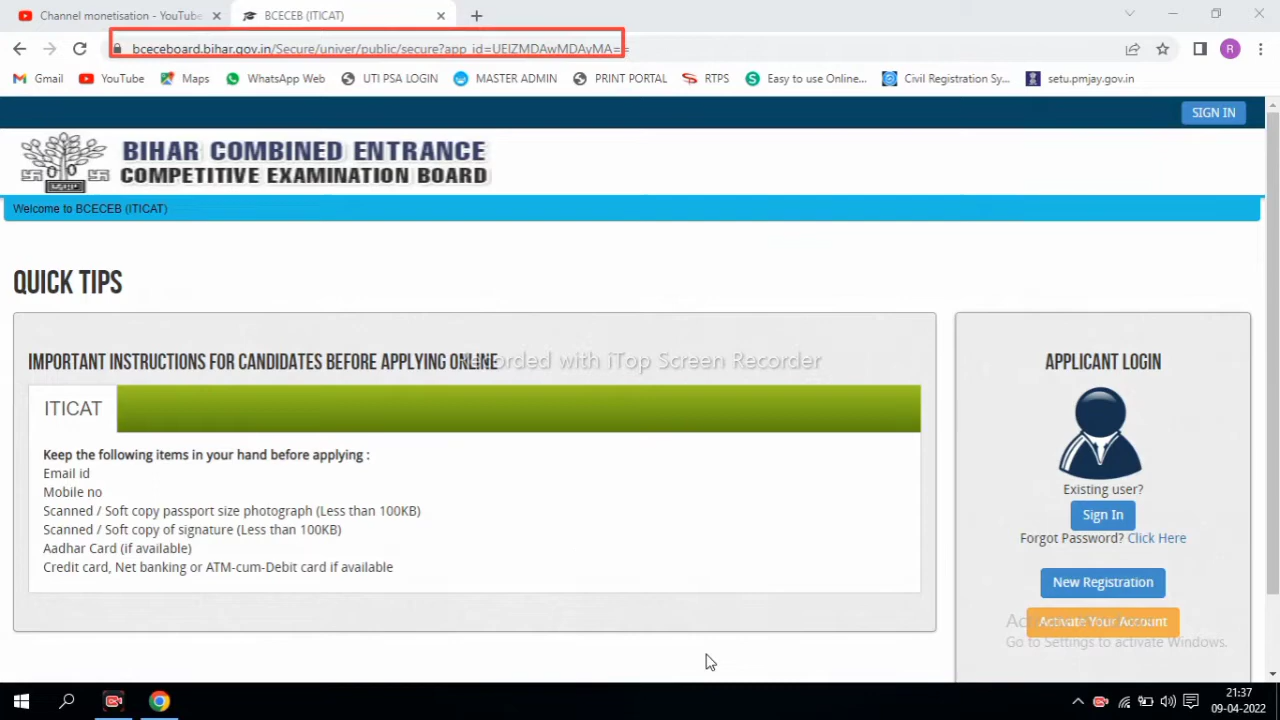 Channel monetisation - YouTube
BCECEB (ITICAT)
bceceboard.bihar.gov.in/Secure/univer/public/secure?app_id=UElZMDAwMDAyMA==
R
Gmail YouTube Maps WhatsApp Web UTI PSA LOGIN MASTER ADMIN PRINT PORTAL RTPS Easy to use Online... Civil Registration Sy... setu.pmjay.gov.in
SIGN IN
BIHAR COMBINED ENTRANCE
COMPETITIVE EXAMINATION BOARD
Welcome to BCECEB (ITICAT)
QUICK TIPS
IMPORTANT INSTRUCTIONS FOR CANDIDATES BEFORE APPLYING ONLINE
Recorded with iTop Screen Recorder
ITICAT
Keep the following items in your hand before applying :
Email id
Mobile no
Scanned / Soft copy passport size photograph (Less than 100KB)
Scanned / Soft copy of signature (Less than 100KB)
Aadhar Card (if available)
Credit card, Net banking or ATM-cum-Debit card if available
APPLICANT LOGIN
Existing user?
Sign In
Forgot Password? Click Here
New Registration
Activate Your Account
Go to Settings to activate Windows.
21:37
09-04-2022